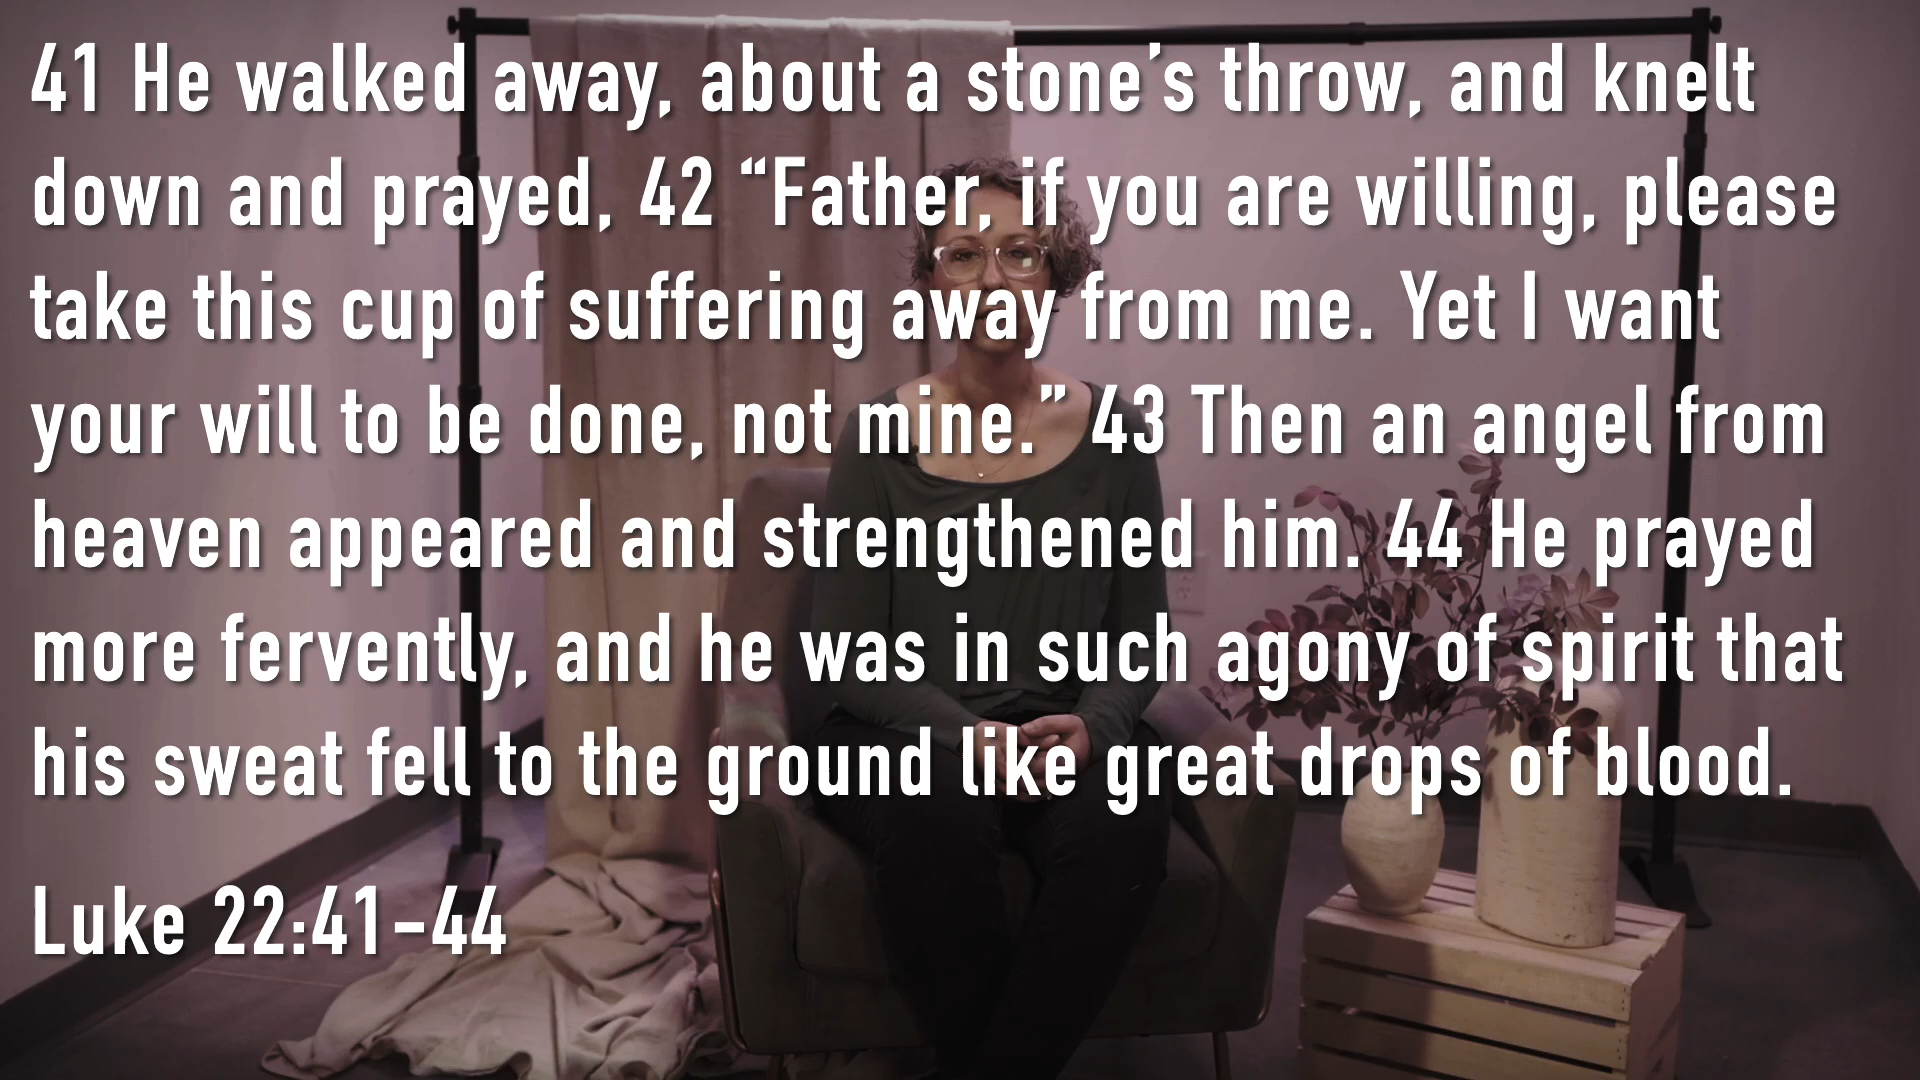 41 He walked away, about a stone’s throw, and knelt
down and prayed, 42 “Father, if you are willing, please
take this cup of suffering away from me. Yet I want
your will to be done, not mine.” 43 Then an angel from
heaven appeared and strengthened him. 44 He prayed
more fervently, and he was in such agony of spirit that
his sweat fell to the ground like great drops of blood.
Luke 22:41-44